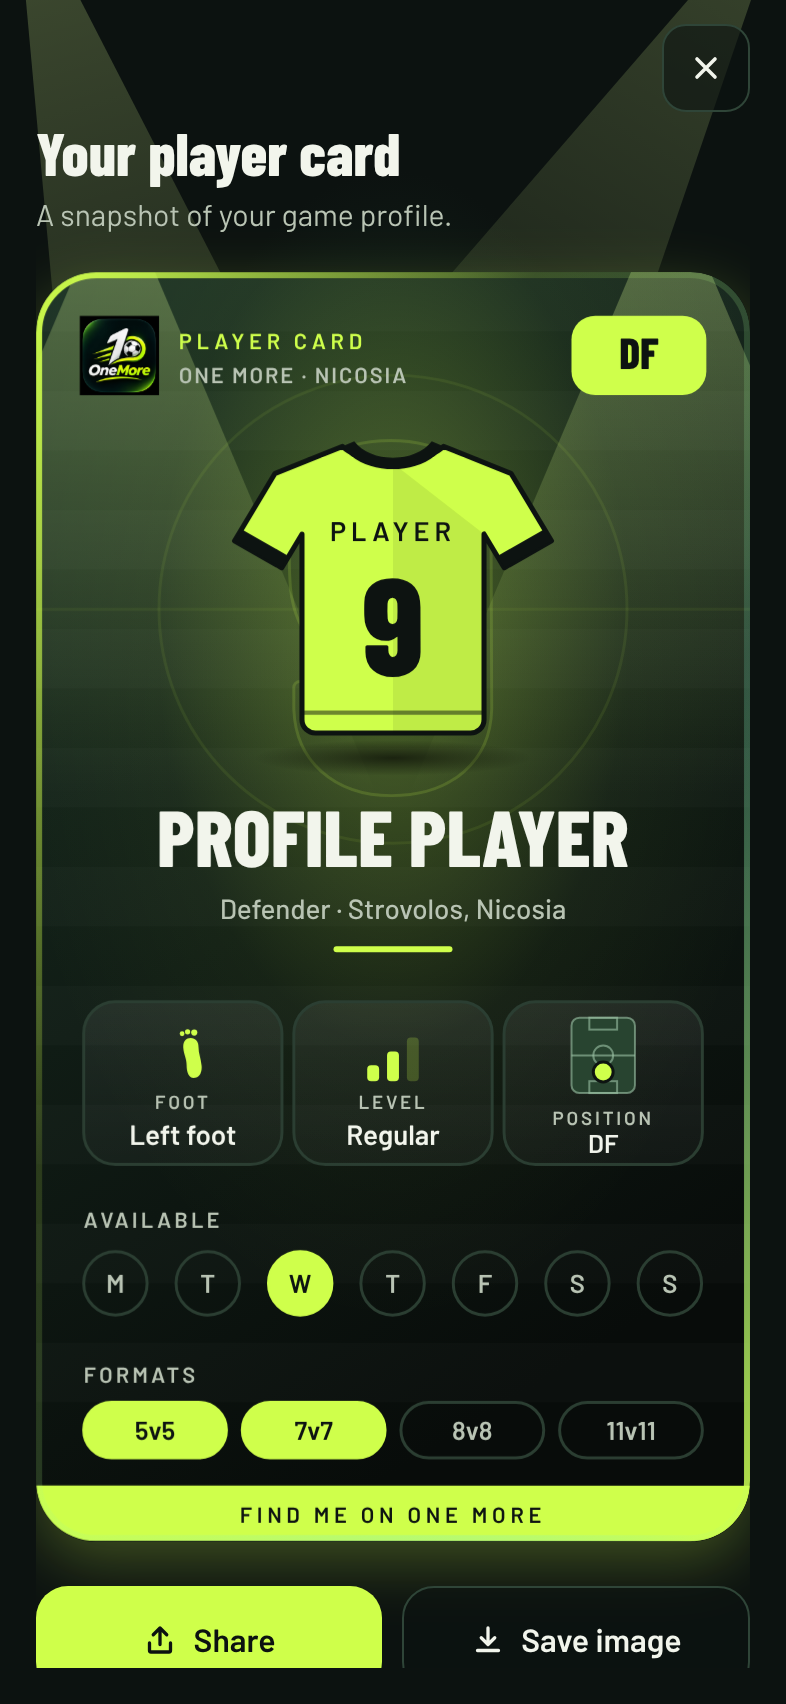 Your player card
A snapshot of your game profile.
OneMore
PLAYER CARD
ONE MORE · NICOSIA
DF
PLAYER
9
PROFILE PLAYER
Defender · Strovolos, Nicosia
FOOT
Left foot
LEVEL
Regular
POSITION
DF
AVAILABLE
M T W T F S S
FORMATS
5v5 7v7 8v8 11v11
FIND ME ON ONE MORE
Share
Save image